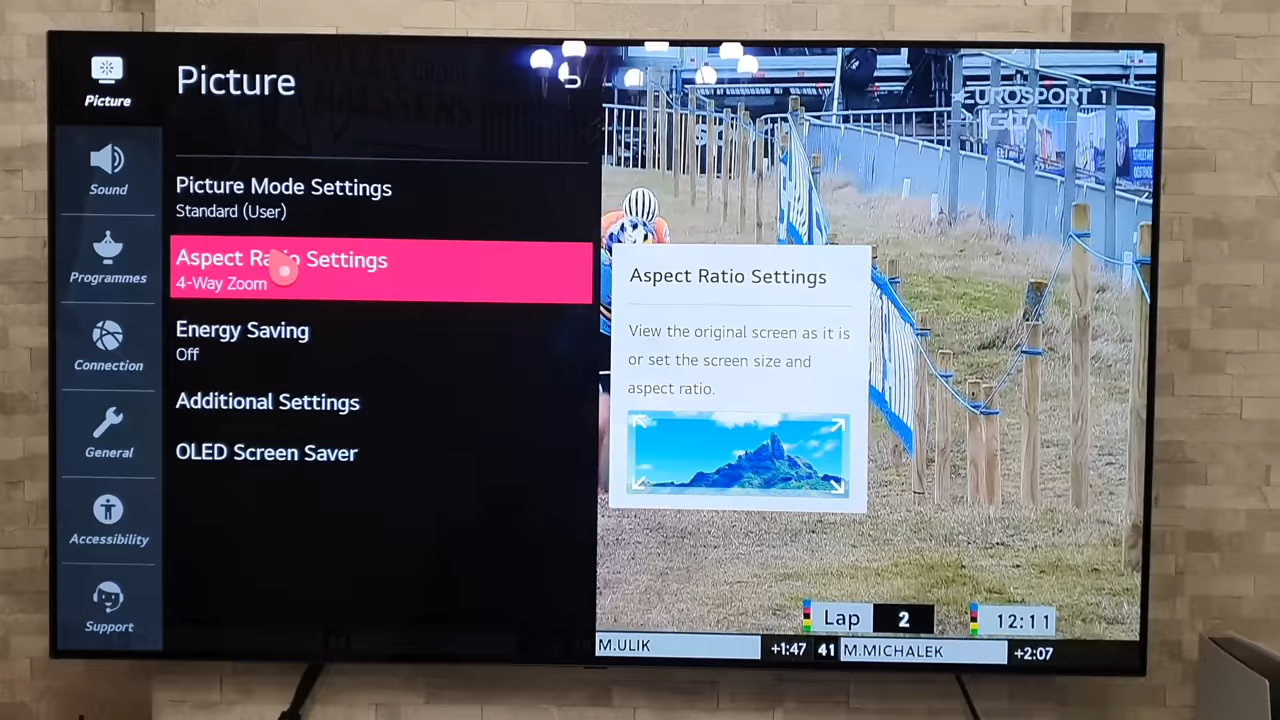 Picture
Sound
Programmes
Connection
General
Accessibility
Support
Picture
Picture Mode Settings
Standard (User)
Aspect Ratio Settings
4-Way Zoom
Energy Saving
Off
Additional Settings
OLED Screen Saver
Aspect Ratio Settings
View the original screen as it is
or set the screen size and
aspect ratio.
EUROSPORT 1
GCN
Lap 2
12:11
M.ULIK +1:47 41 M.MICHALEK +2:07